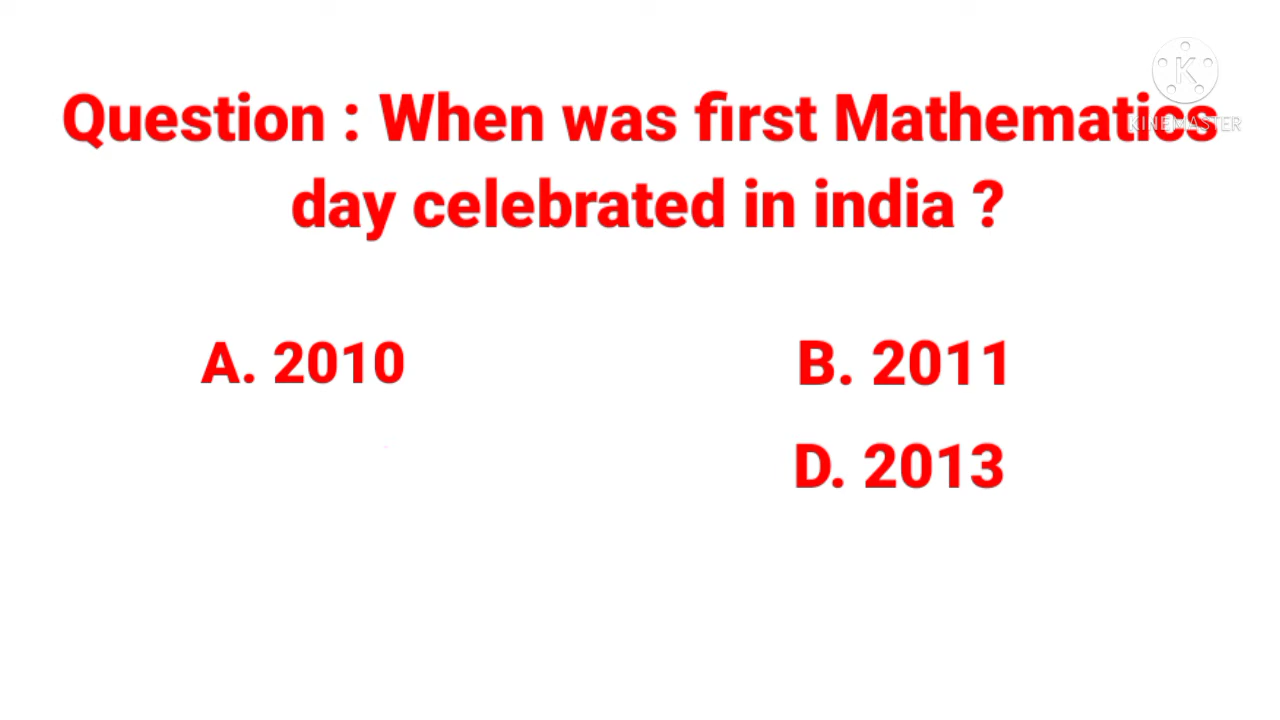 Question : When was first Mathematics
day celebrated in india ?
A. 2010
B. 2011
D. 2013
KINEMASTER